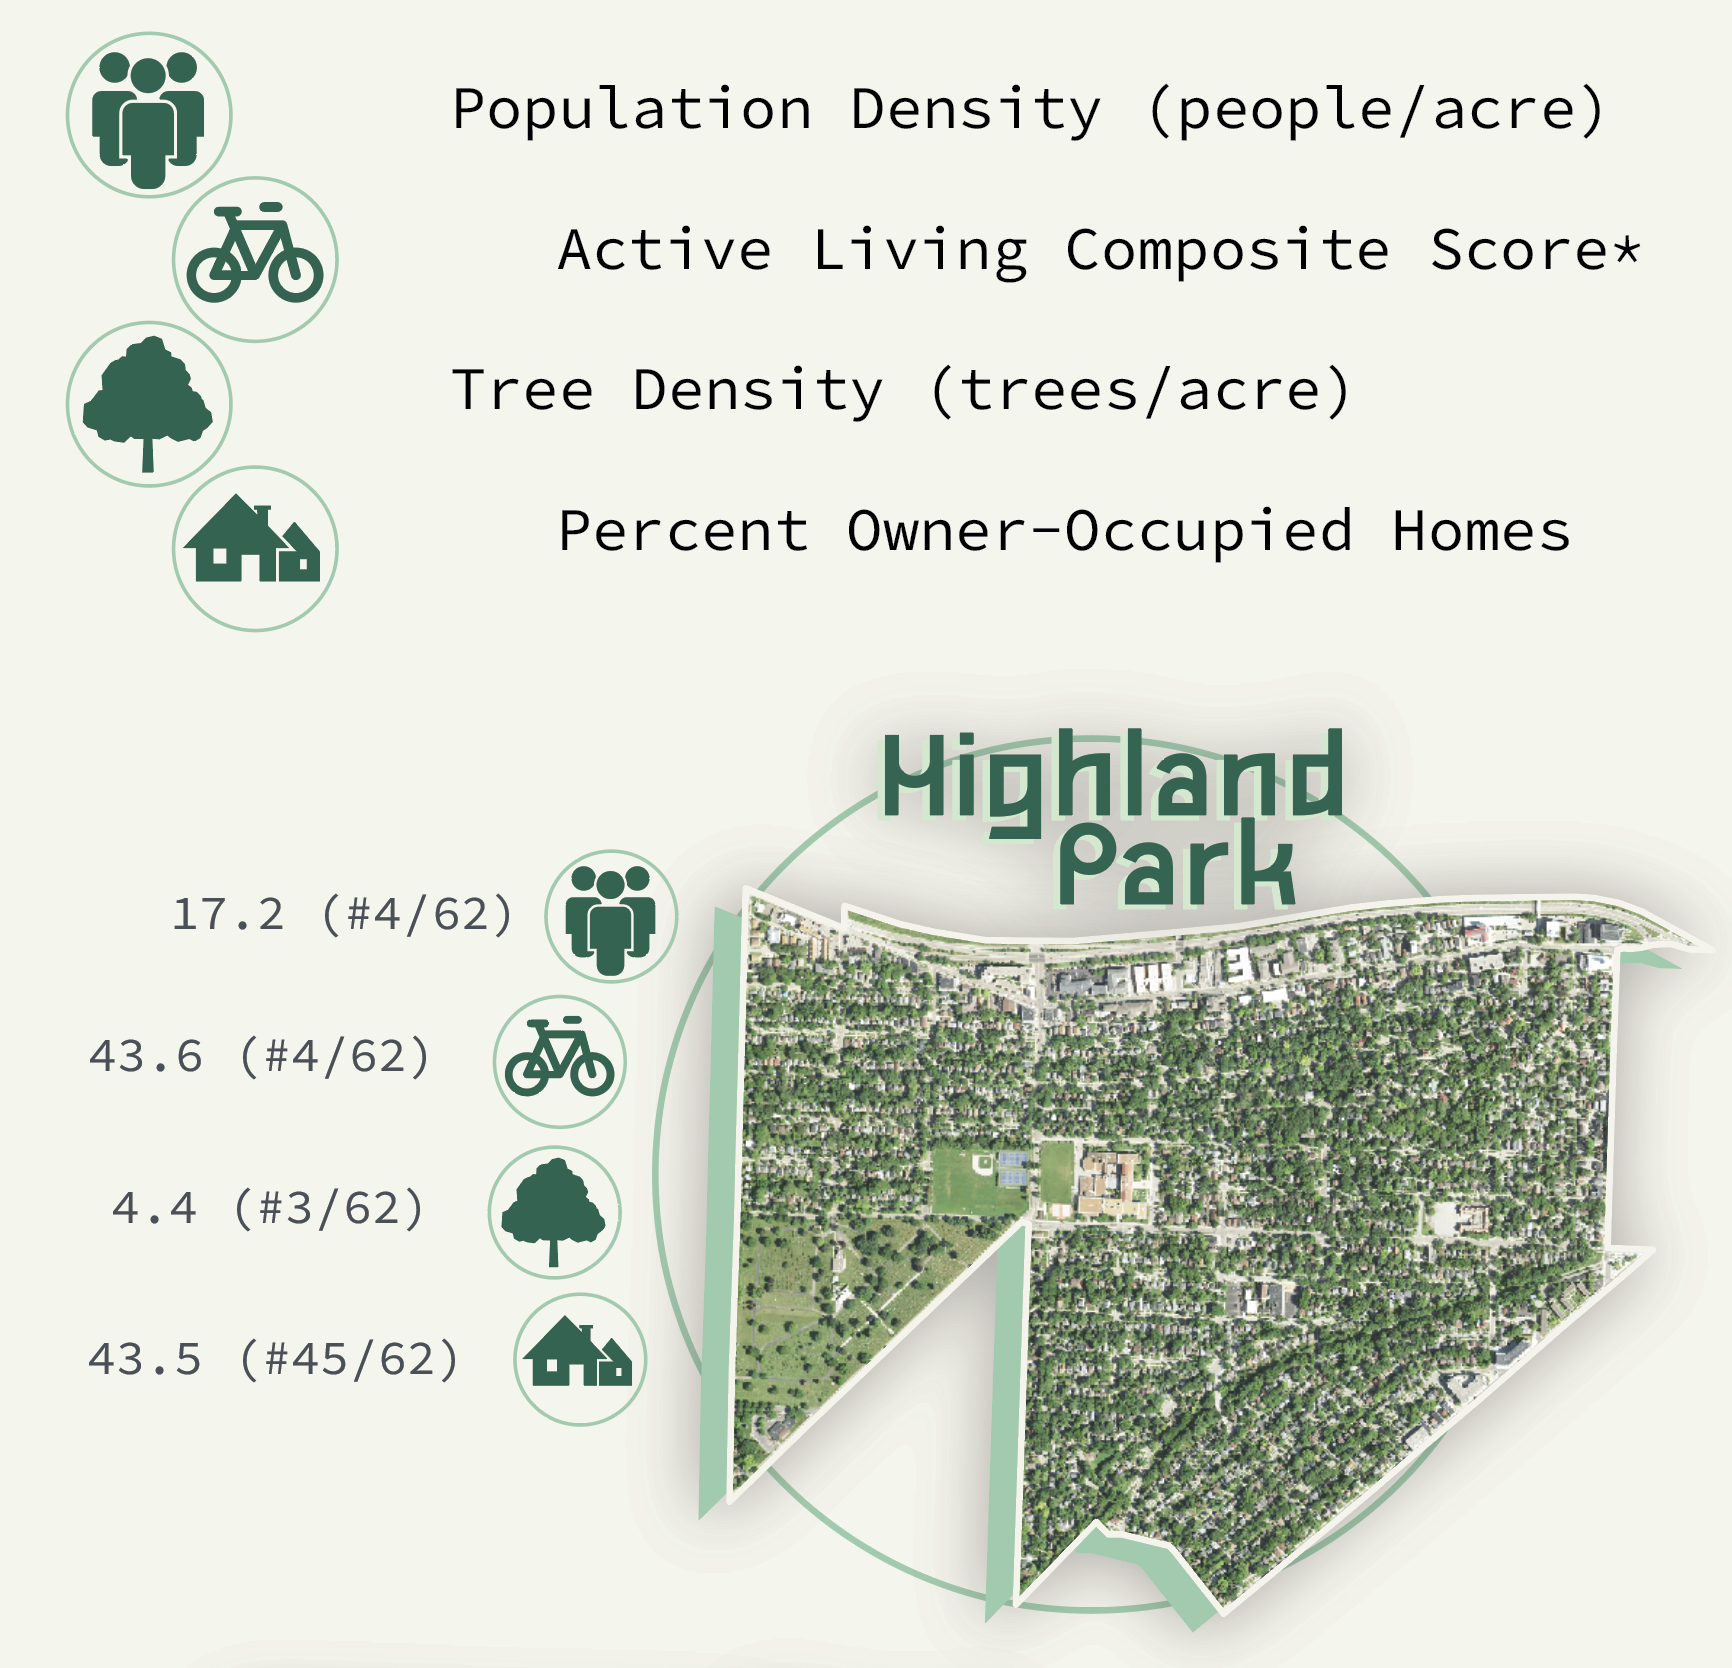 Population Density (people/acre)
Active Living Composite Score*
Tree Density (trees/acre)
Percent Owner-Occupied Homes
Highland
Park
17.2 (#4/62)
43.6 (#4/62)
4.4 (#3/62)
43.5 (#45/62)